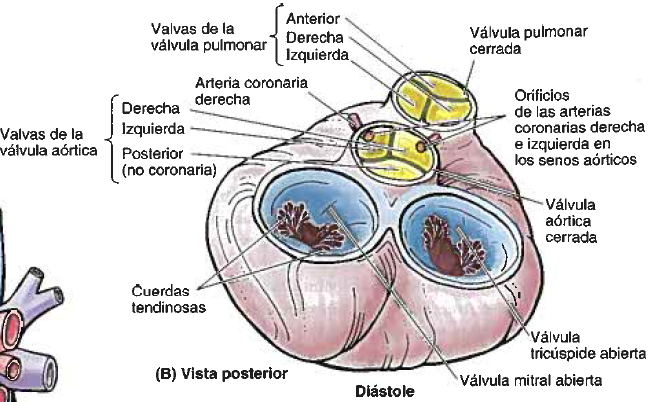 Valvas de la
válvula pulmonar
Anterior
Derecha
Izquierda
Válvula pulmonar
cerrada
Arteria coronaria
derecha
Orificios
de las arterias
coronarias derecha
e izquierda en
los senos aórticos
Valvas de la
válvula aórtica
Derecha
Izquierda
Posterior
(no coronaria)
Válvula
aórtica
cerrada
Cuerdas
tendinosas
Válvula
tricúspide abierta
(B) Vista posterior
Válvula mitral abierta
Diástole